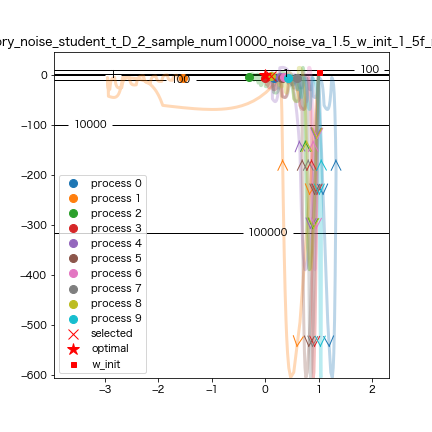 ory_noise_student_t_D_2_sample_num10000_noise_va_1.5_w_init_1_5f_
0
−100
−200
−300
−400
−500
−600
−3
−2
−1
0
1
2
100
100
1
10000
100000
process 0
process 1
process 2
process 3
process 4
process 5
process 6
process 7
process 8
process 9
selected
optimal
w_init